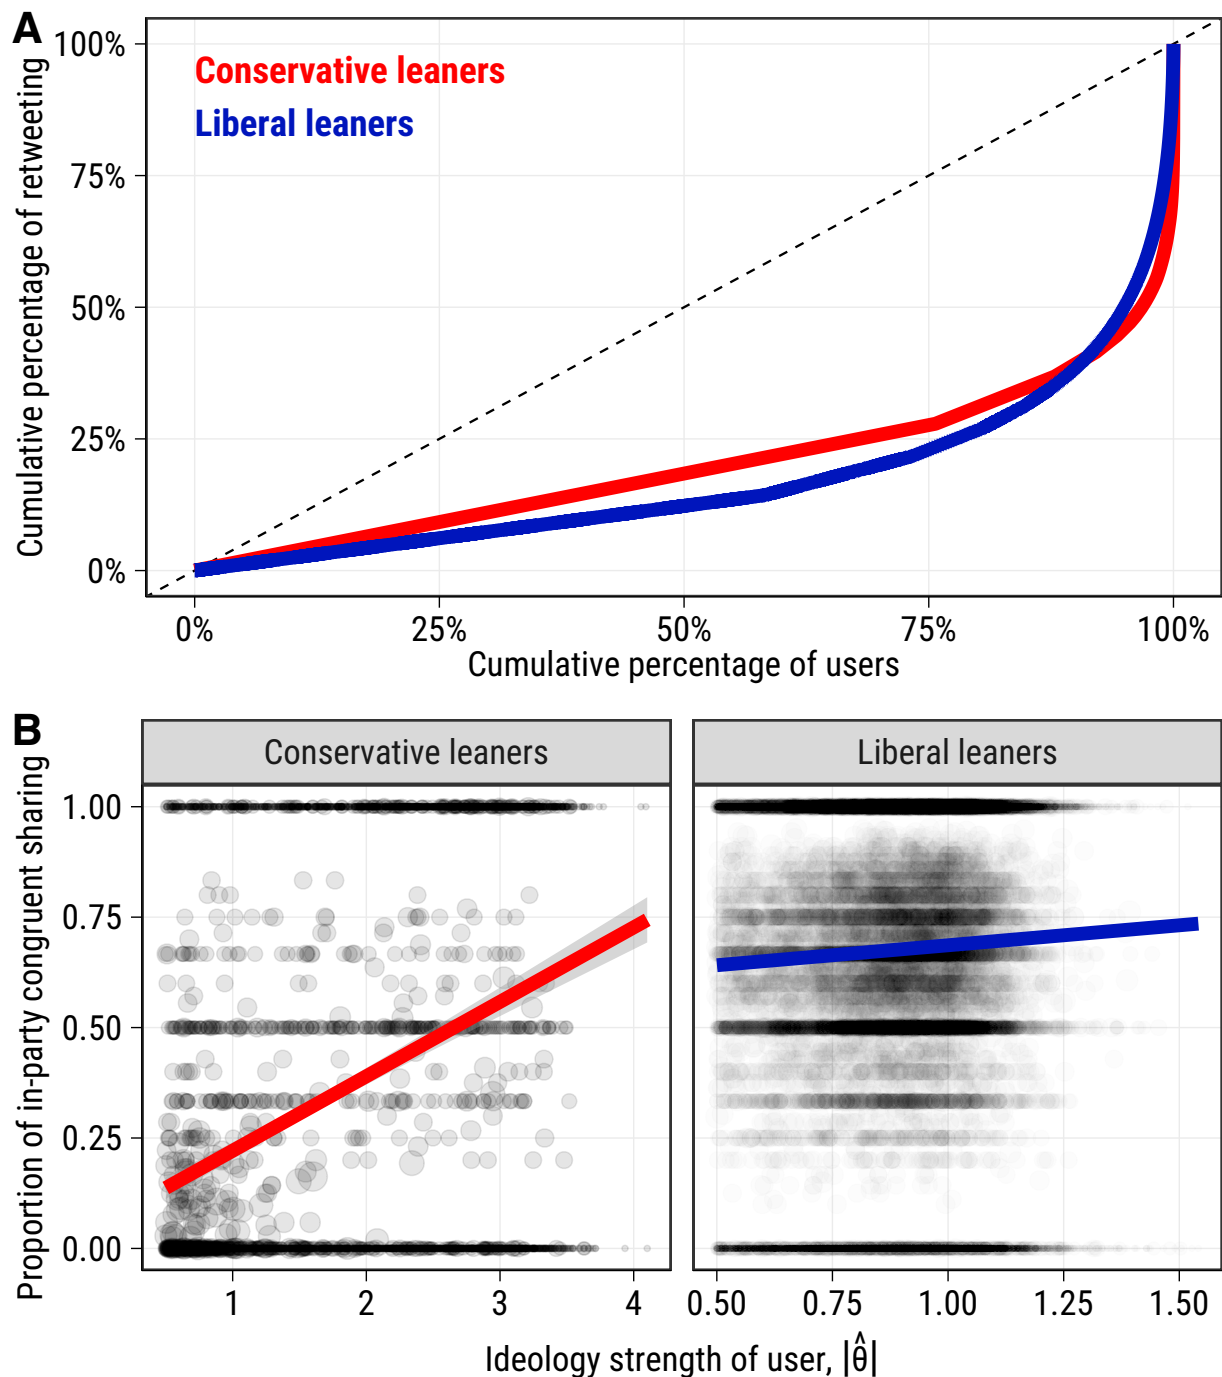 A
Cumulative percentage of retweeting
100%
75%
50%
25%
0%
Conservative leaners
Liberal leaners
0% 25% 50% 75% 100%
Cumulative percentage of users
B
Proportion of in-party congruent sharing
Conservative leaners
Liberal leaners
1.00
0.75
0.50
0.25
0.00
1 2 3 4
0.50 0.75 1.00 1.25 1.50
Ideology strength of user, |θ̂|